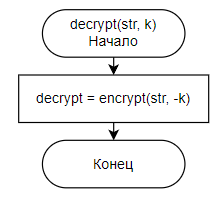 decrypt(str, k)
Начало
decrypt = encrypt(str, -k)
Конец